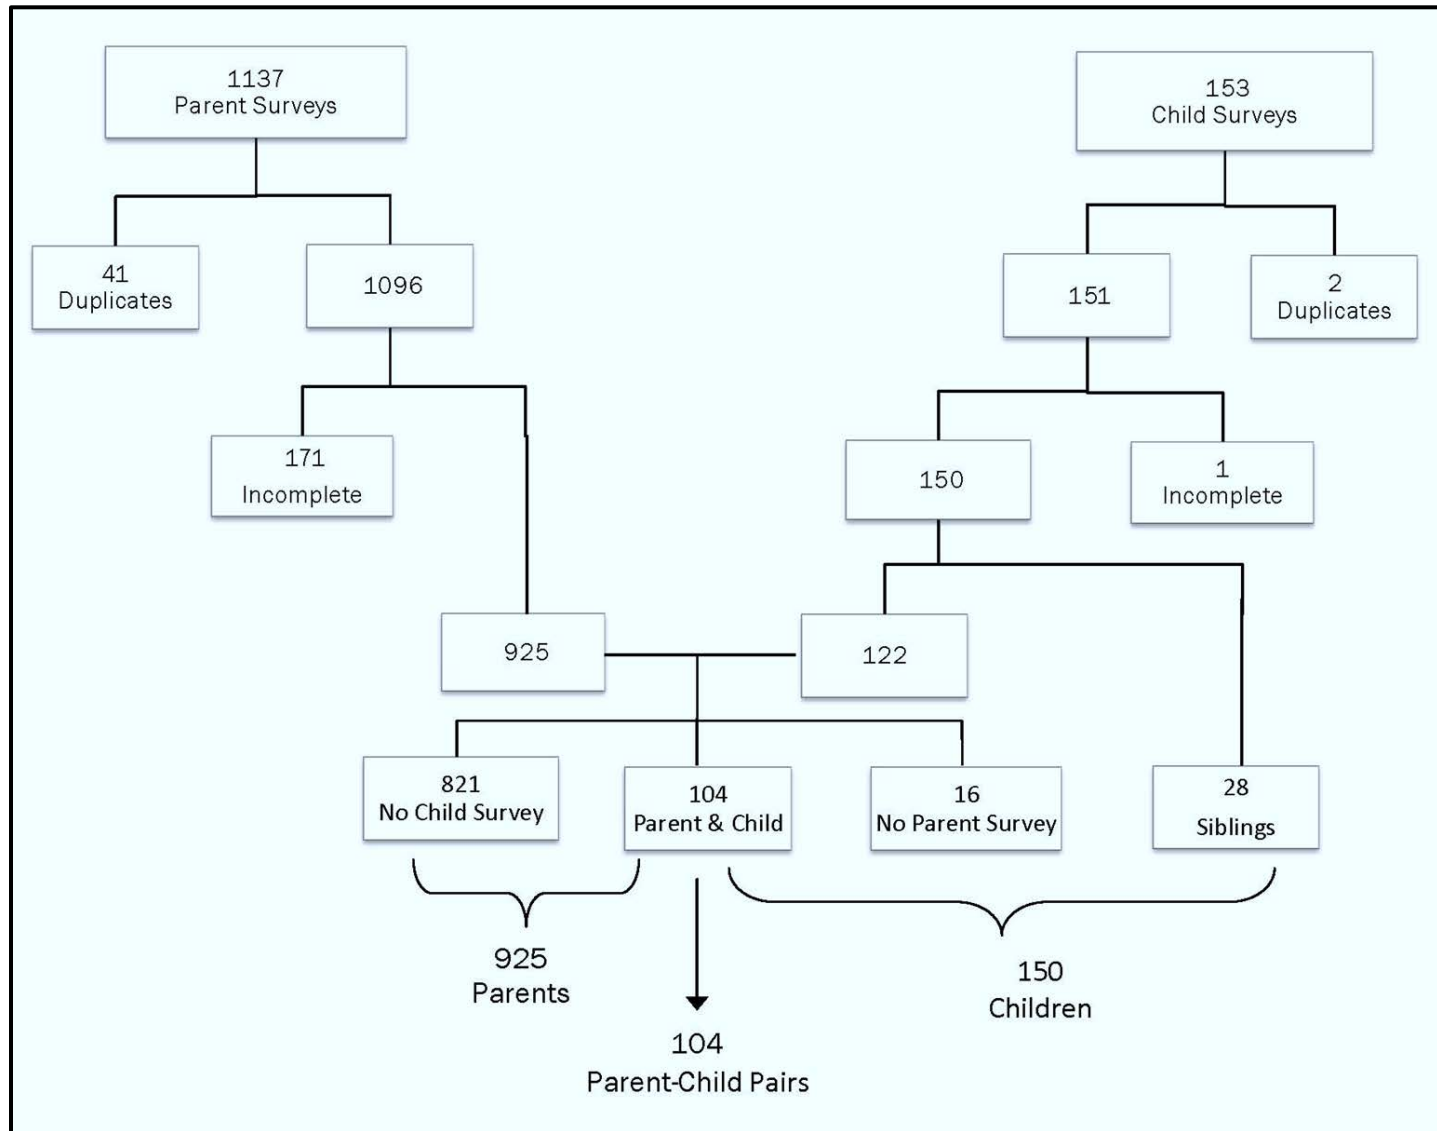 1137
Parent Surveys
153
Child Surveys
41
Duplicates
1096
151
2
Duplicates
171
Incomplete
150
1
Incomplete
925
122
821
No Child Survey
104
Parent & Child
16
No Parent Survey
28
Siblings
925
Parents
150
Children
104
Parent-Child Pairs